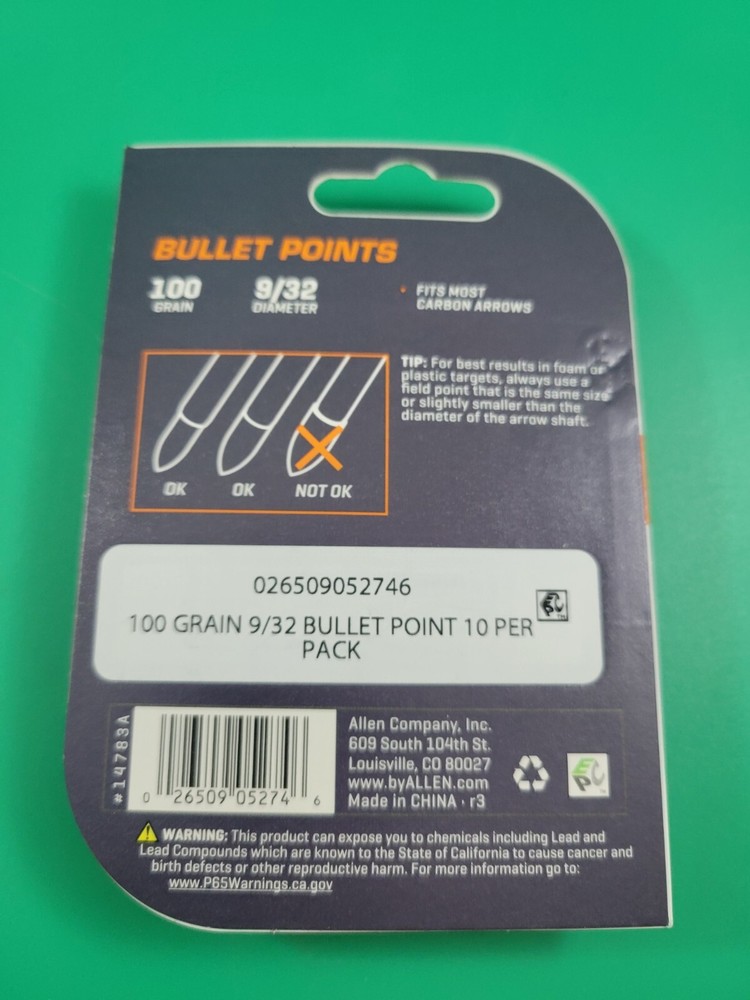 BULLET POINTS
100 GRAIN
9/32 DIAMETER
• FITS MOST
CARBON ARROWS
TIP: For best results in foam or
plastic targets, always use a
field point that is the same size
or slightly smaller than the
diameter of the arrow shaft.
OK OK NOT OK
026509052746
100 GRAIN 9/32 BULLET POINT 10 PER
PACK
#14783A
0 26509 05274 6
Allen Company, Inc.
609 South 104th St.
Louisville, CO 80027
www.byALLEN.com
Made in CHINA · r3
EPC
WARNING: This product can expose you to chemicals including Lead and
Lead Compounds which are known to the State of California to cause cancer and
birth defects or other reproductive harm. For more information go to:
www.P65Warnings.ca.gov